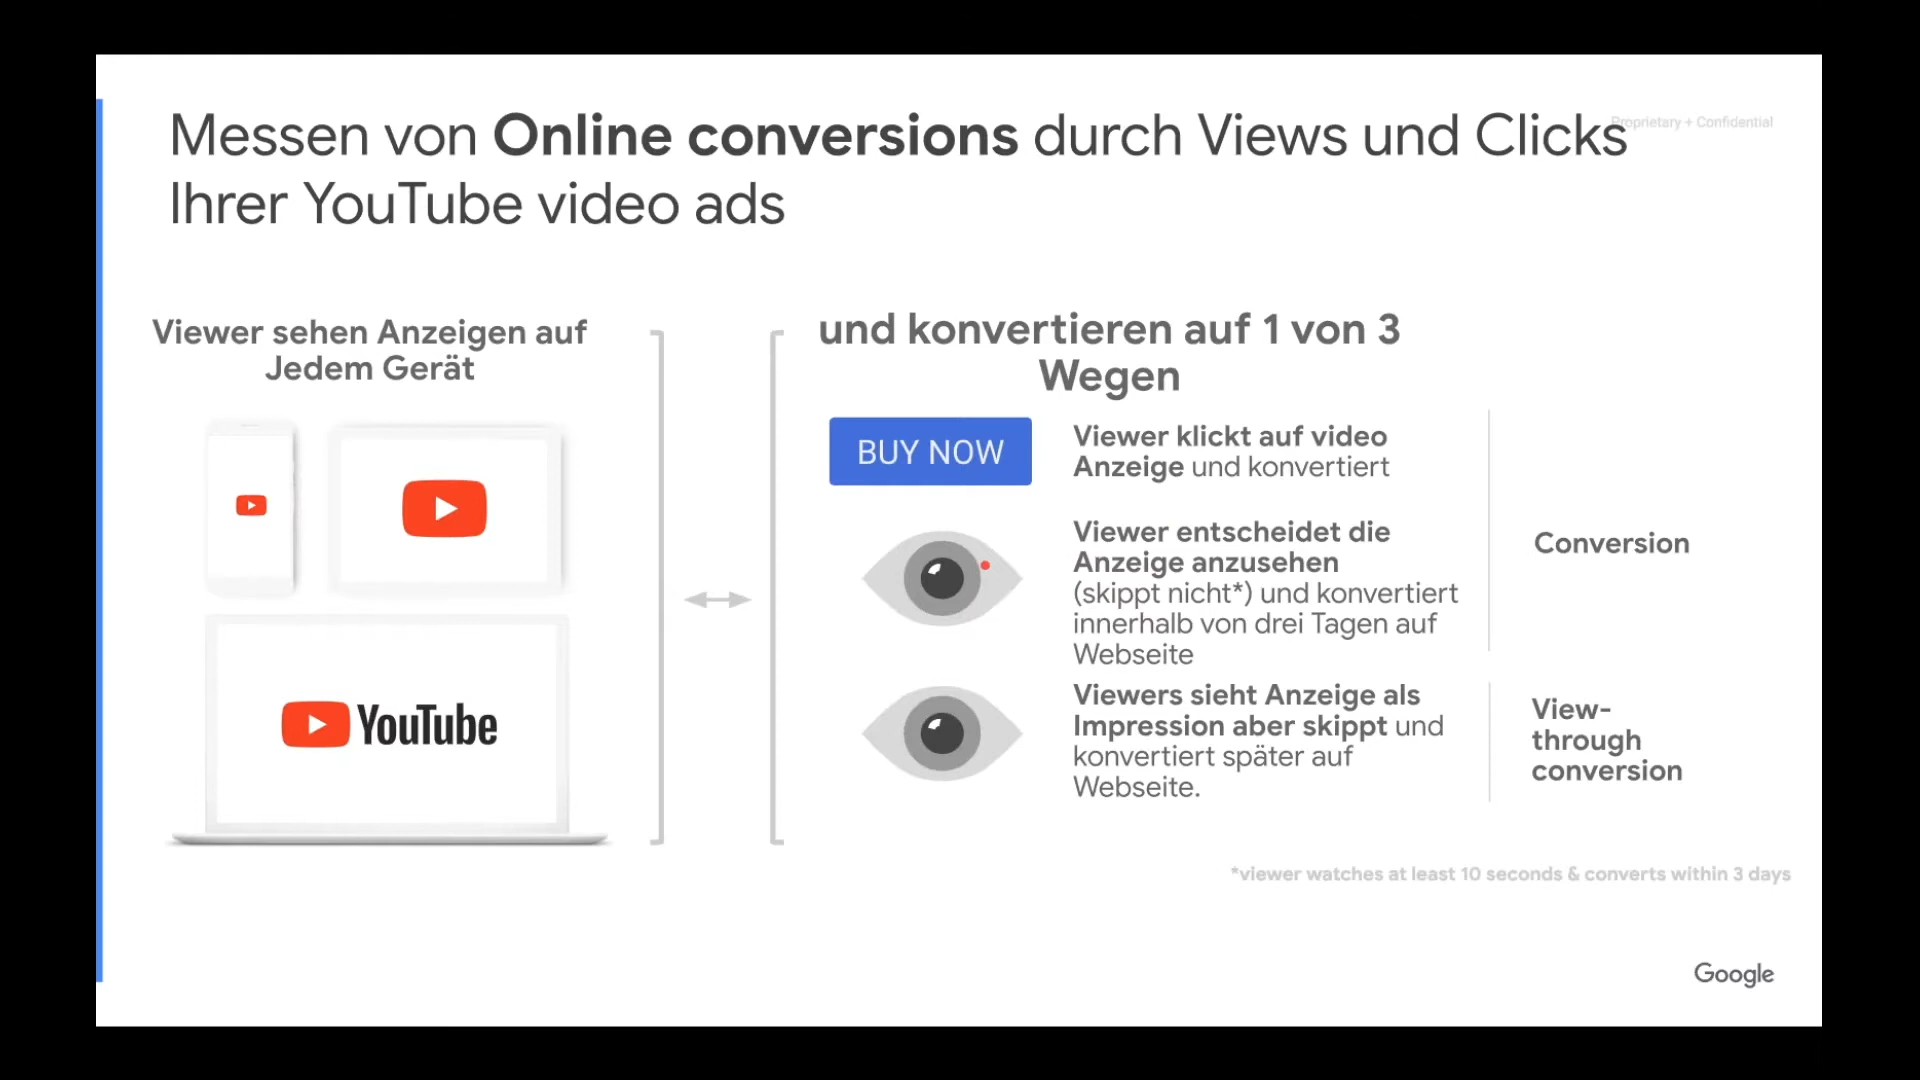 Proprietary + Confidential
Messen von Online conversions durch Views und Clicks
Ihrer YouTube video ads
Viewer sehen Anzeigen auf
Jedem Gerät
YouTube
und konvertieren auf 1 von 3
Wegen
BUY NOW
Viewer klickt auf video
Anzeige und konvertiert
Viewer entscheidet die
Anzeige anzusehen
(skippt nicht*) und konvertiert
innerhalb von drei Tagen auf
Webseite
Conversion
Viewers sieht Anzeige als
Impression aber skippt und
konvertiert später auf
Webseite.
View-
through
conversion
*viewer watches at least 10 seconds & converts within 3 days
Google